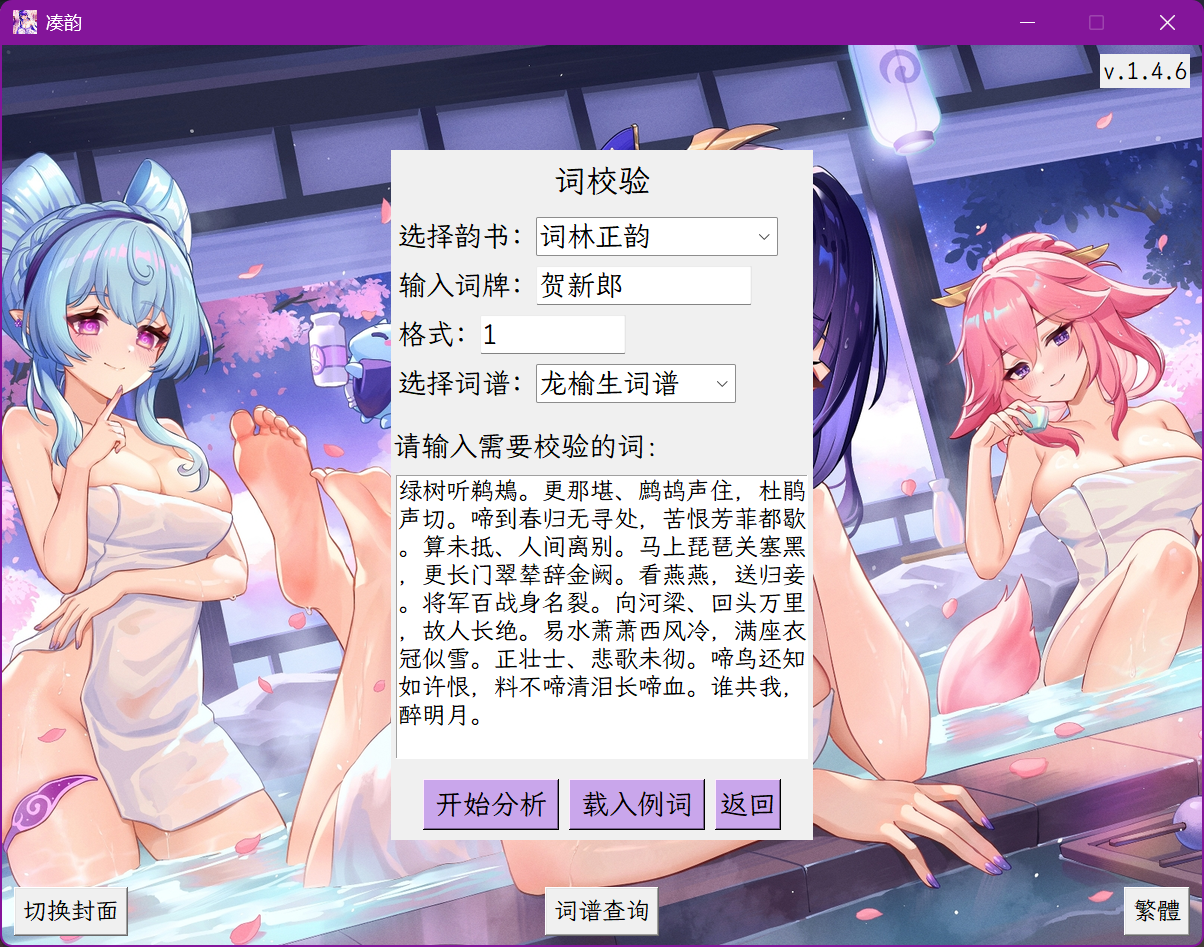 凑韵
v.1.4.6
词校验
选择韵书： 词林正韵
输入词牌： 贺新郎
格式： 1
选择词谱： 龙榆生词谱
请输入需要校验的词：
绿树听鹈鴂。更那堪、鹧鸪声住，杜鹃
声切。啼到春归无寻处，苦恨芳菲都歇
。算未抵、人间离别。马上琵琶关塞黑
，更长门翠辇辞金阙。看燕燕，送归妾
。将军百战身名裂。向河梁、回头万里
，故人长绝。易水萧萧西风冷，满座衣
冠似雪。正壮士、悲歌未彻。啼鸟还知
如许恨，料不啼清泪长啼血。谁共我，
醉明月。
开始分析 载入例词 返回
切换封面 词谱查询 繁體